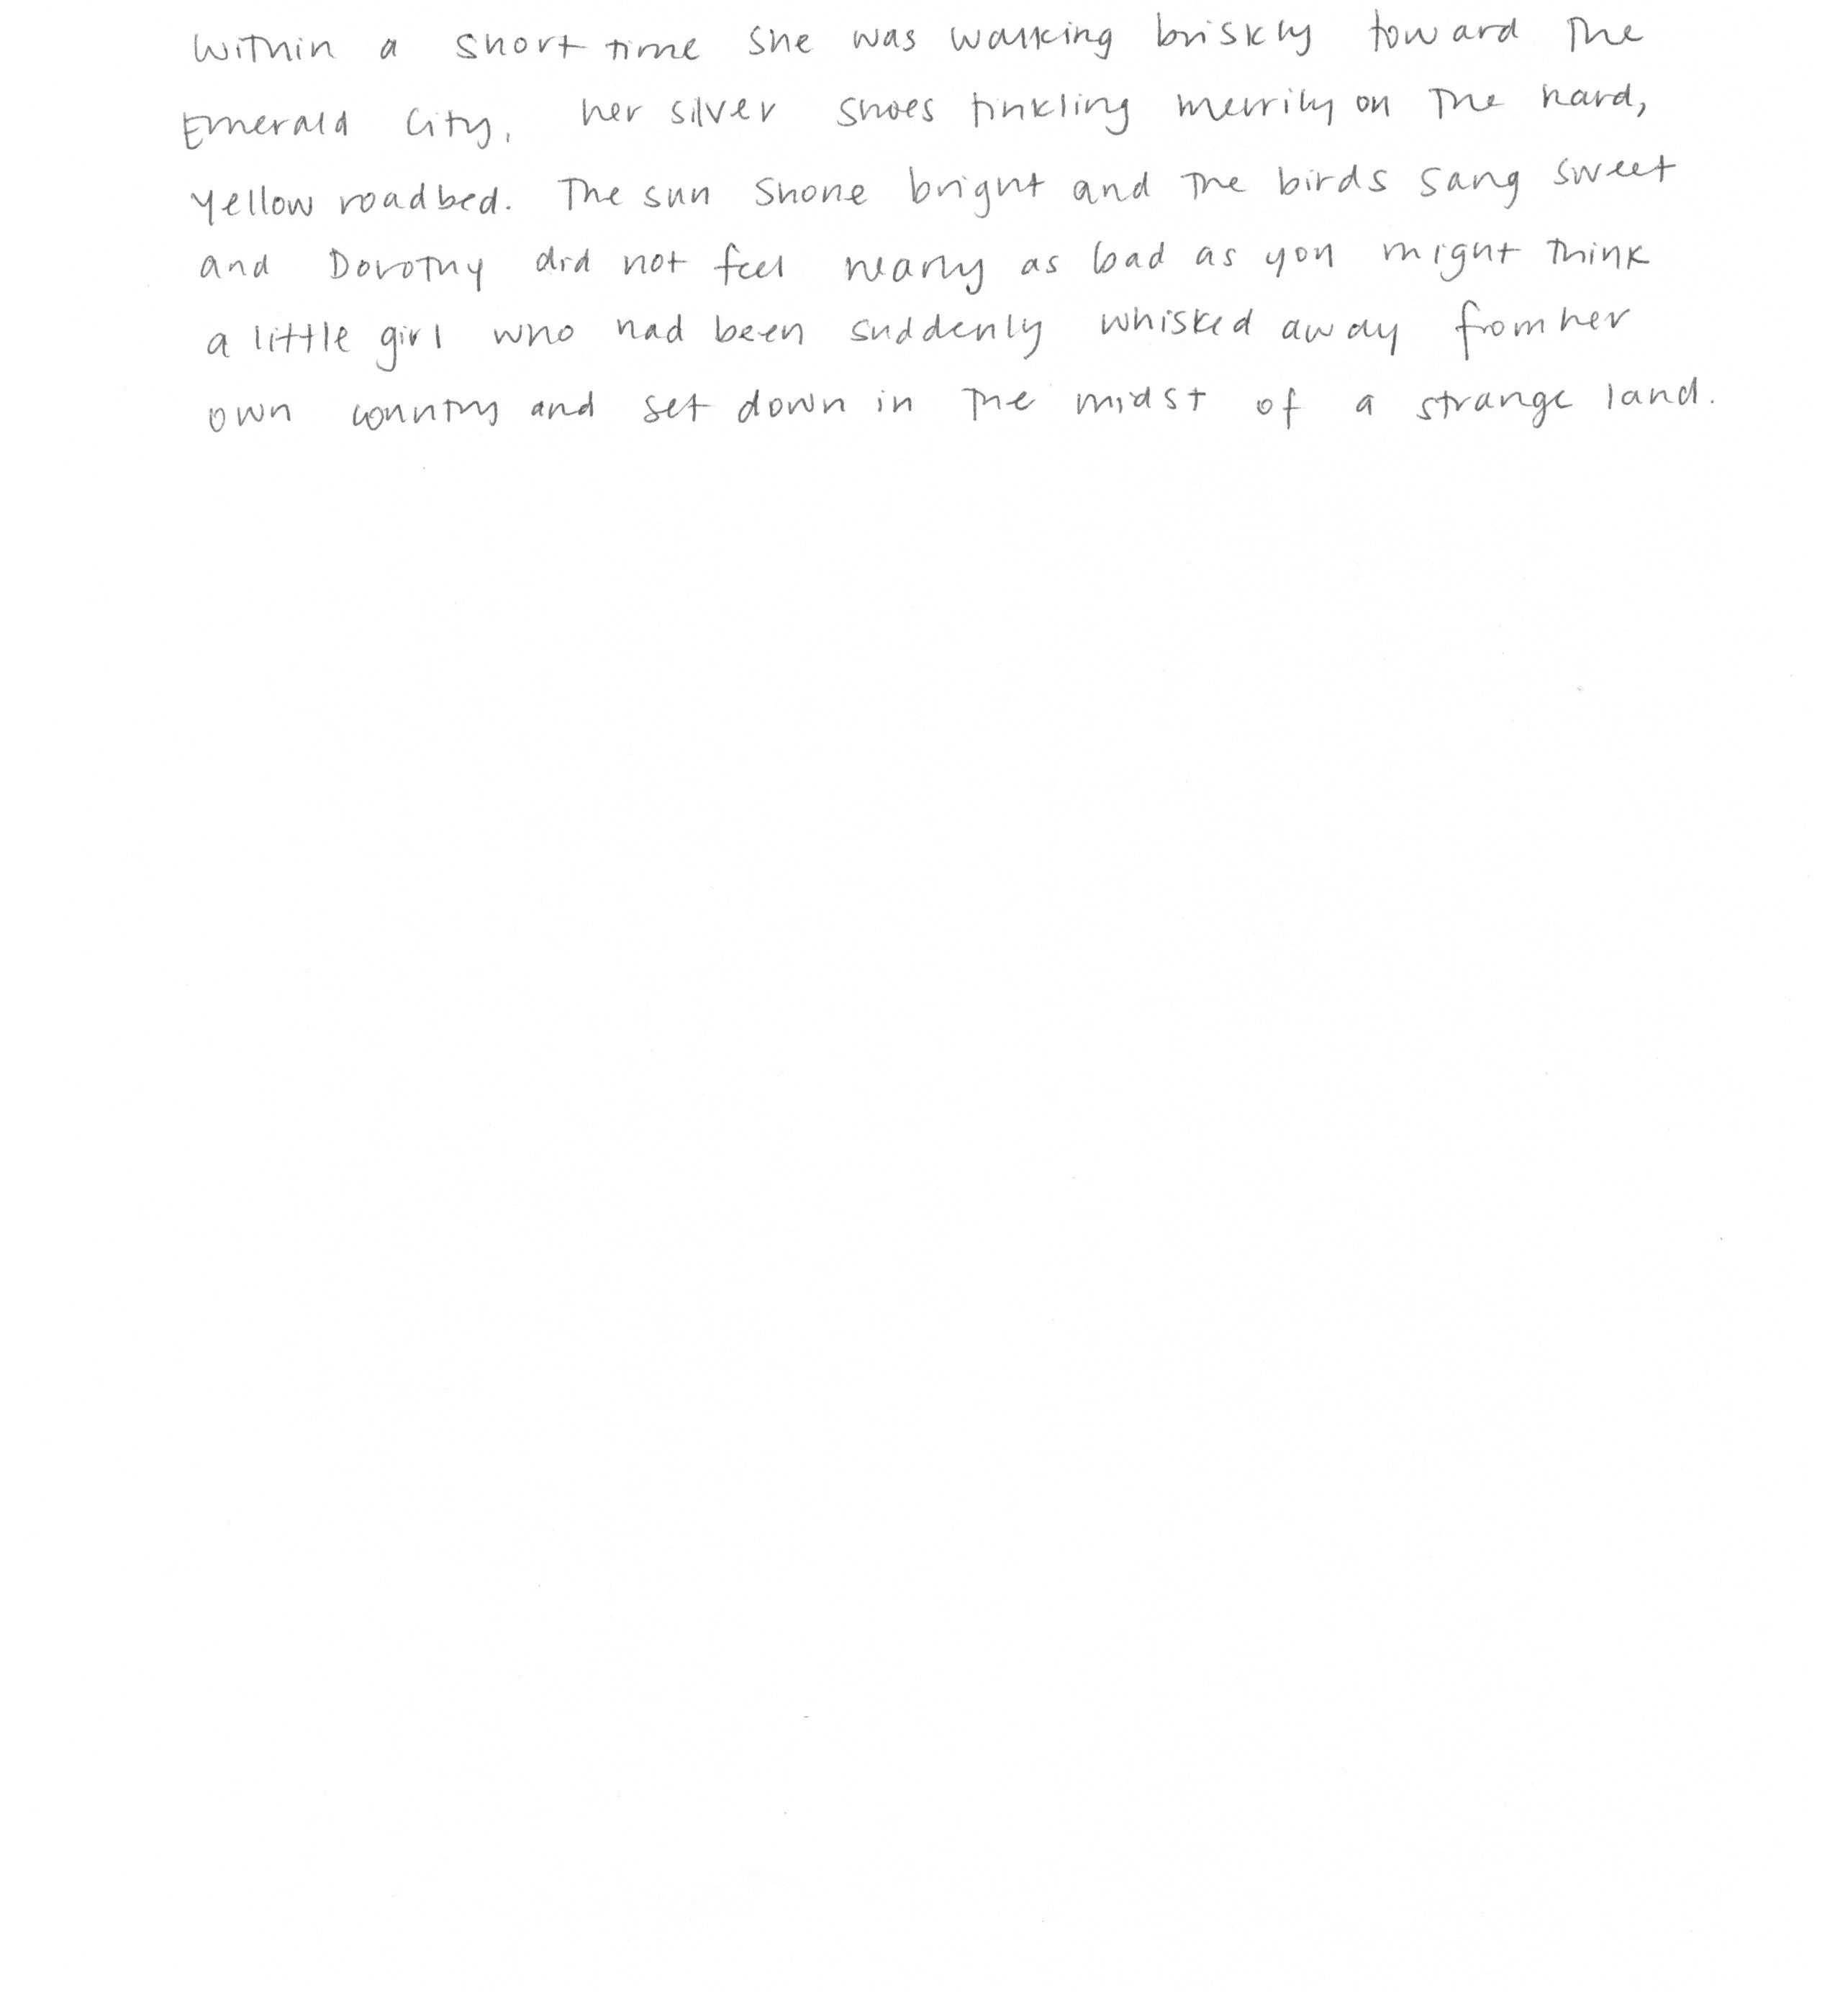 Within a short time she was walking briskly toward the
Emerald City, her silver shoes tinkling merrily on the hard,
yellow roadbed. The sun shone bright and the birds sang sweet
and Dorothy did not feel nearly as bad as you might think
a little girl who had been suddenly whisked away from her
own country and set down in the midst of a strange land.